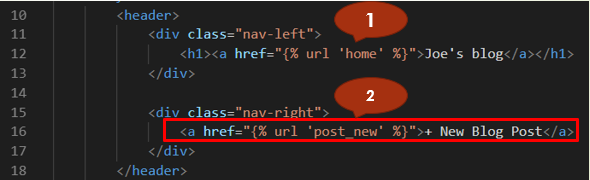 10 <header>
11 <div class="nav-left">
12 <h1><a href="{% url 'home' %}">Joe's blog</a></h1>
13 </div>
14
15 <div class="nav-right">
16 <a href="{% url 'post_new' %}">+ New Blog Post</a>
17 </div>
18 </header>
1
2